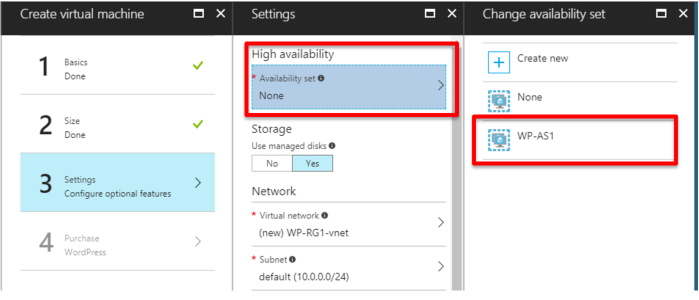 Create virtual machine
1
Basics
Done
2
Size
Done
3
Settings
Configure optional features
4
Purchase
WordPress
Settings
High availability
* Availability set
None
Storage
Use managed disks
No
Yes
Network
* Virtual network
(new) WP-RG1-vnet
* Subnet
default (10.0.0.0/24)
Change availability set
Create new
None
WP-AS1